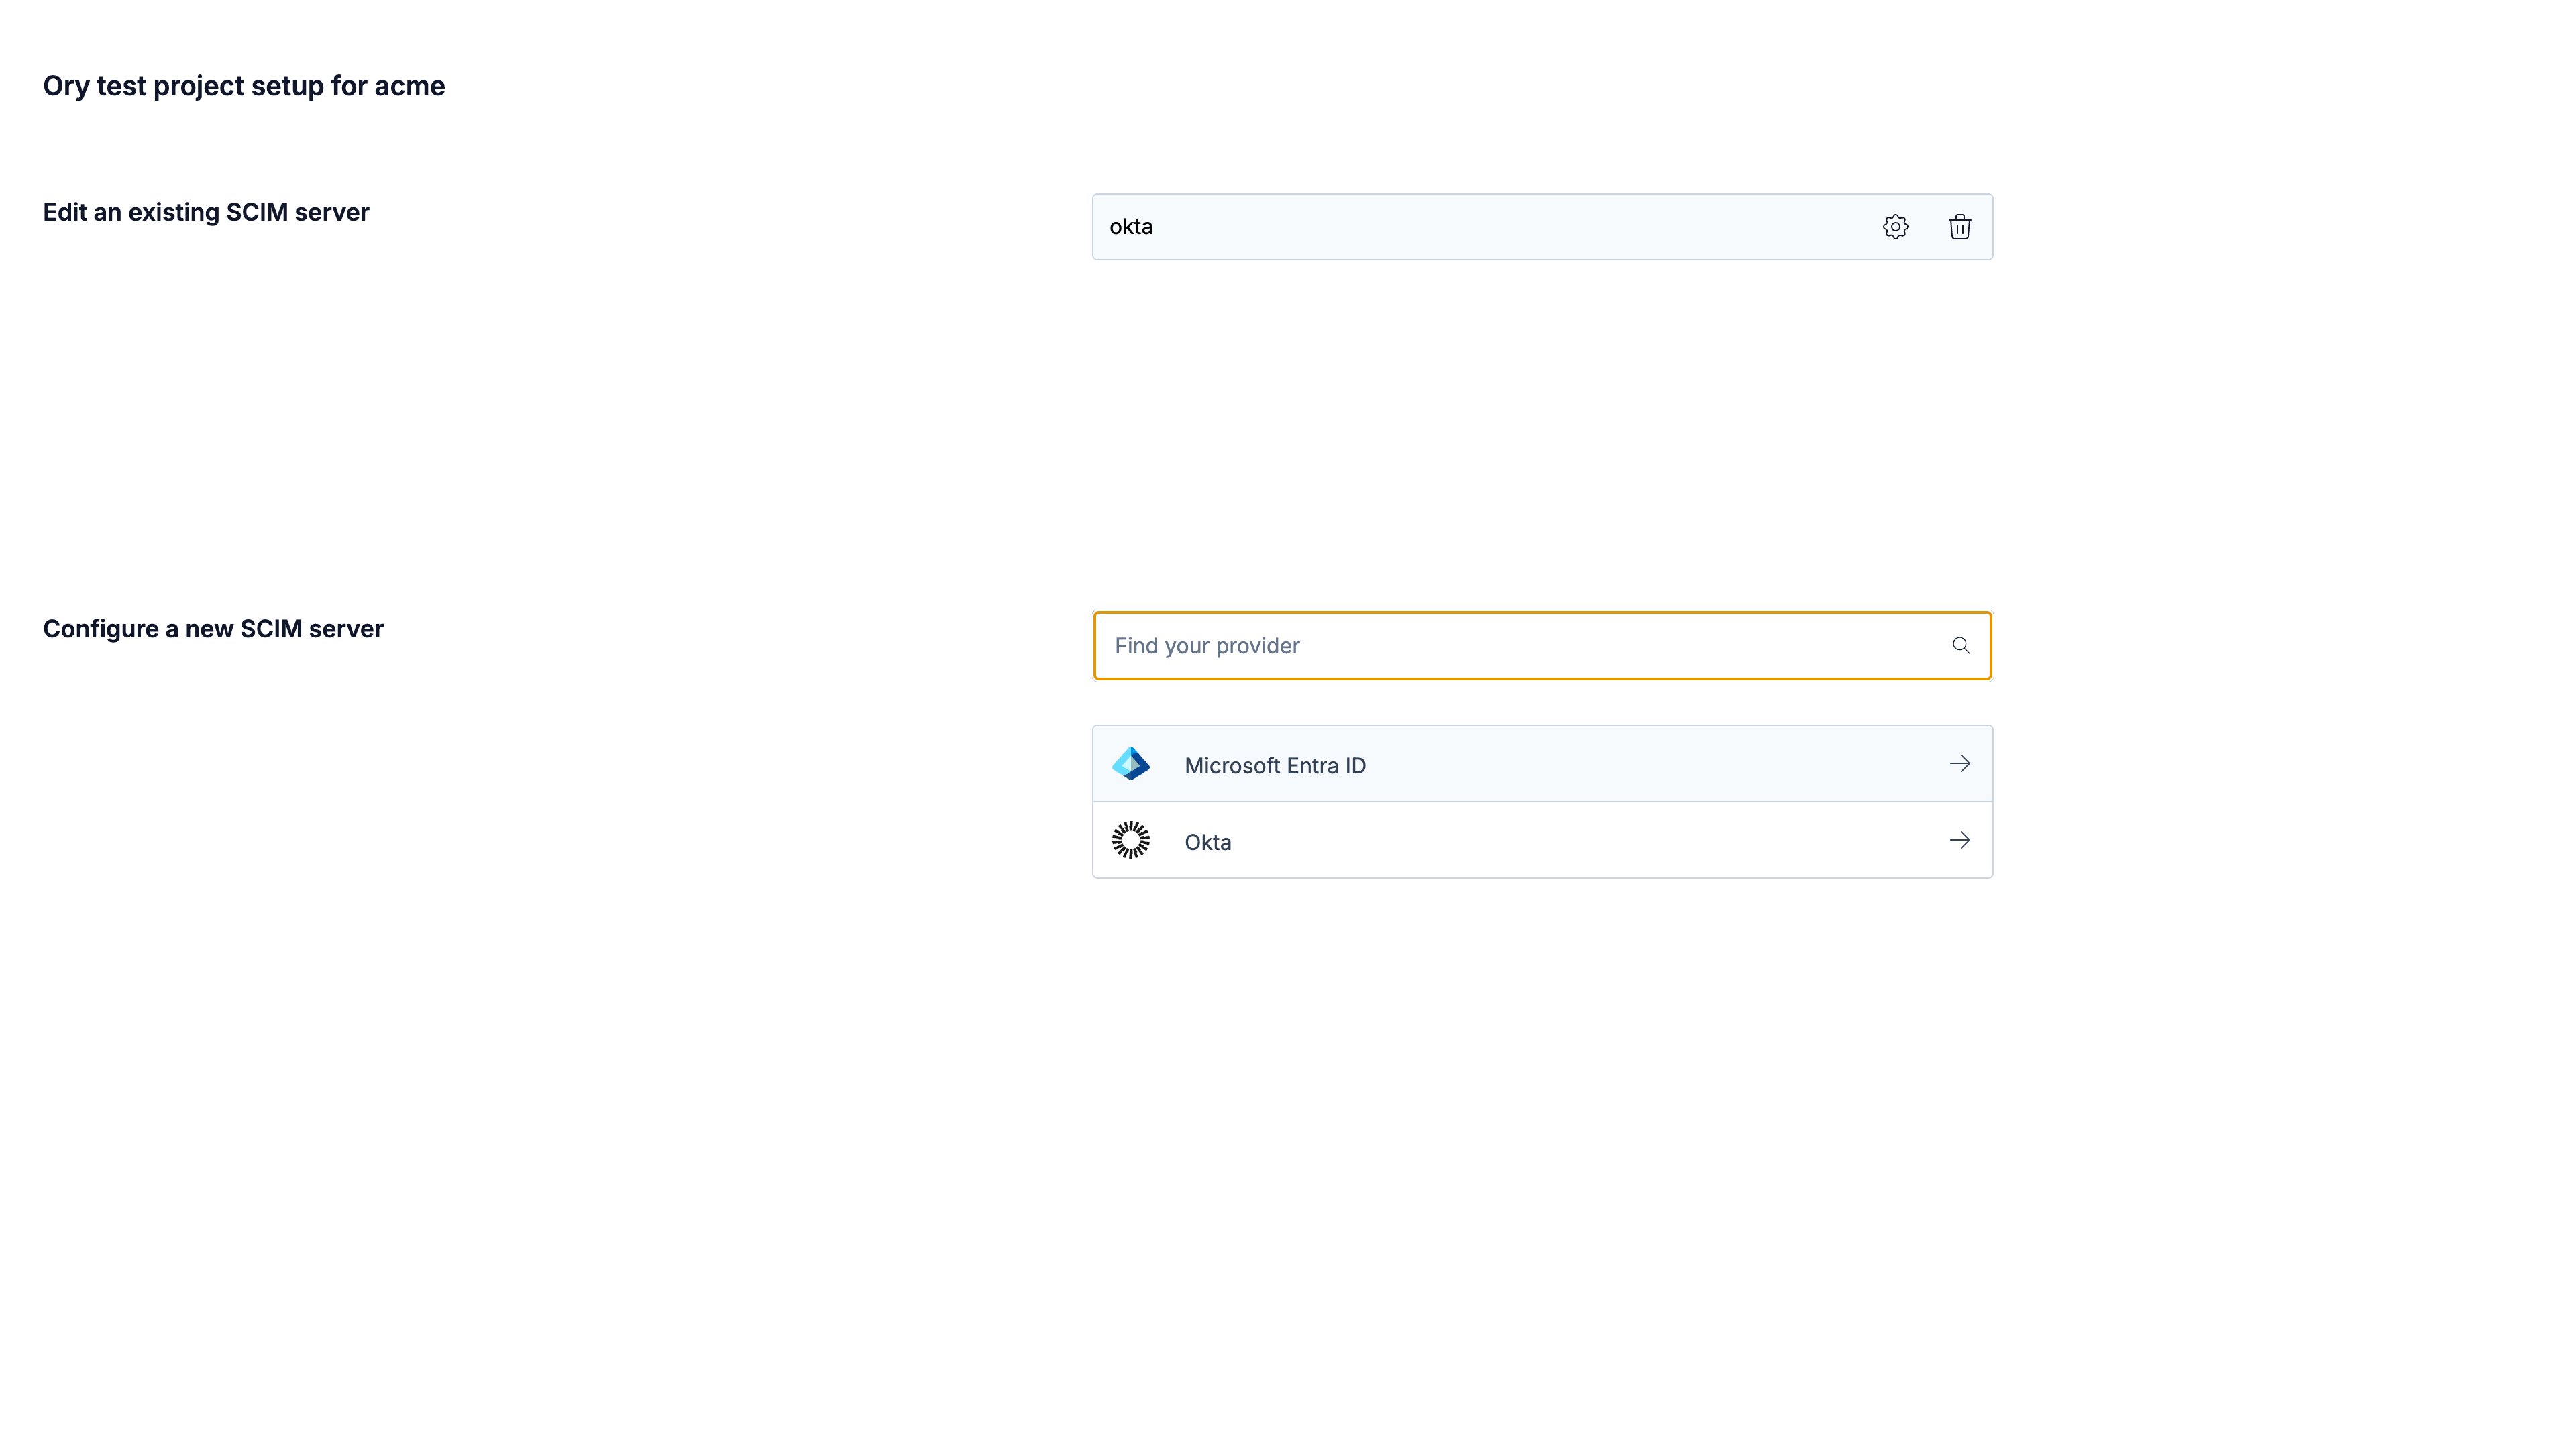 Ory test project setup for acme
Edit an existing SCIM server
okta
Configure a new SCIM server
Find your provider
Microsoft Entra ID
Okta